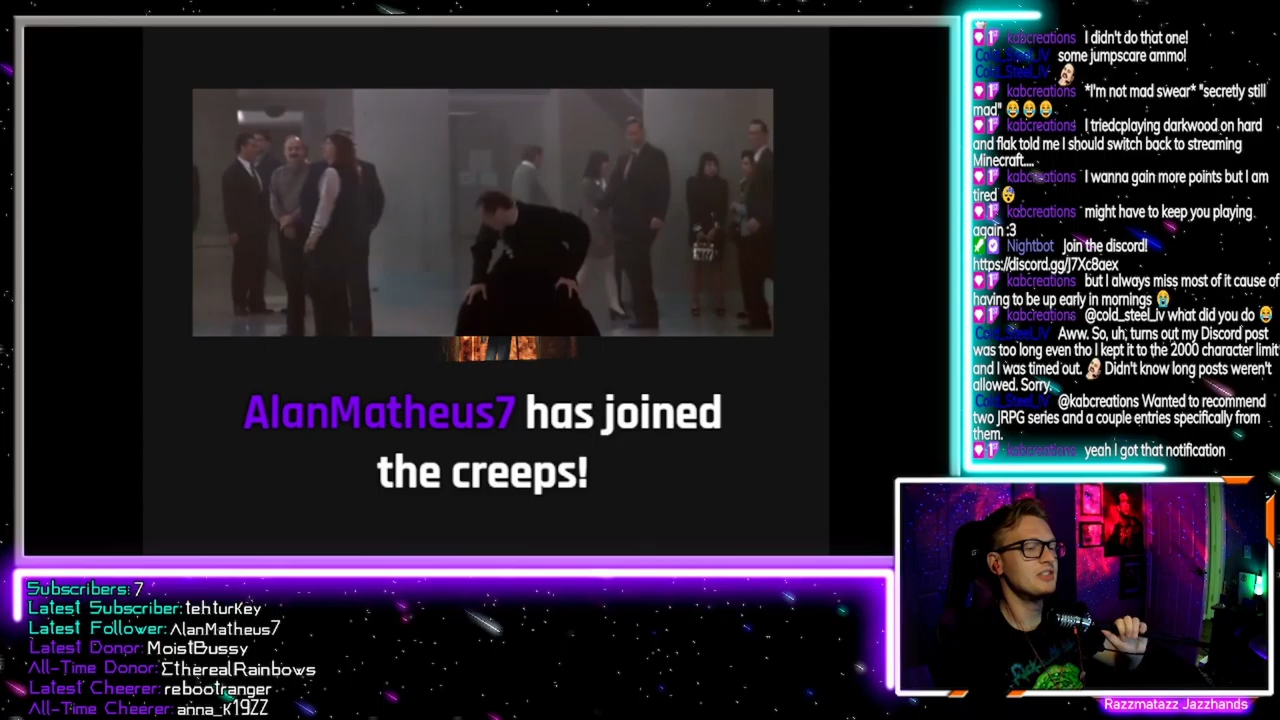 AlanMatheus7 has joined
the creeps!
kabcreations I didn't do that one!
Cold_Steel_IV some jumpscare ammo!
Cold_Steel_IV
kabcreations *I'm not mad swear* "secretly still
mad" 😂😂😂
kabcreations I triedcplaying darkwood on hard
and flak told me I should switch back to streaming
Minecraft....
kabcreations I wanna gain more points but I am
tired 😴
kabcreations might have to keep you playing
again :3
Nightbot Join the discord!
https://discord.gg/J7Xc8aex
kabcreations but I always miss most of it cause of
having to be up early in mornings 😭
kabcreations @cold_steel_iv what did you do 😂
Cold_Steel_IV Aww. So, uh, turns out my Discord post
was too long even tho I kept it to the 2000 character limit
and I was timed out. Didn't know long posts weren't
allowed. Sorry.
Cold_Steel_IV @kabcreations Wanted to recommend
two JRPG series and a couple entries specifically from
them.
kabcreations yeah I got that notification
Subscribers: 7
Latest Subscriber: tehturkey
Latest Follower: AlanMatheus7
Latest Donor: MoistBussy
All-Time Donor: EtherealRainbows
Latest Cheerer: rebootranger
All-Time Cheerer: anna_k19ZZ
Razzmatazz Jazzhands